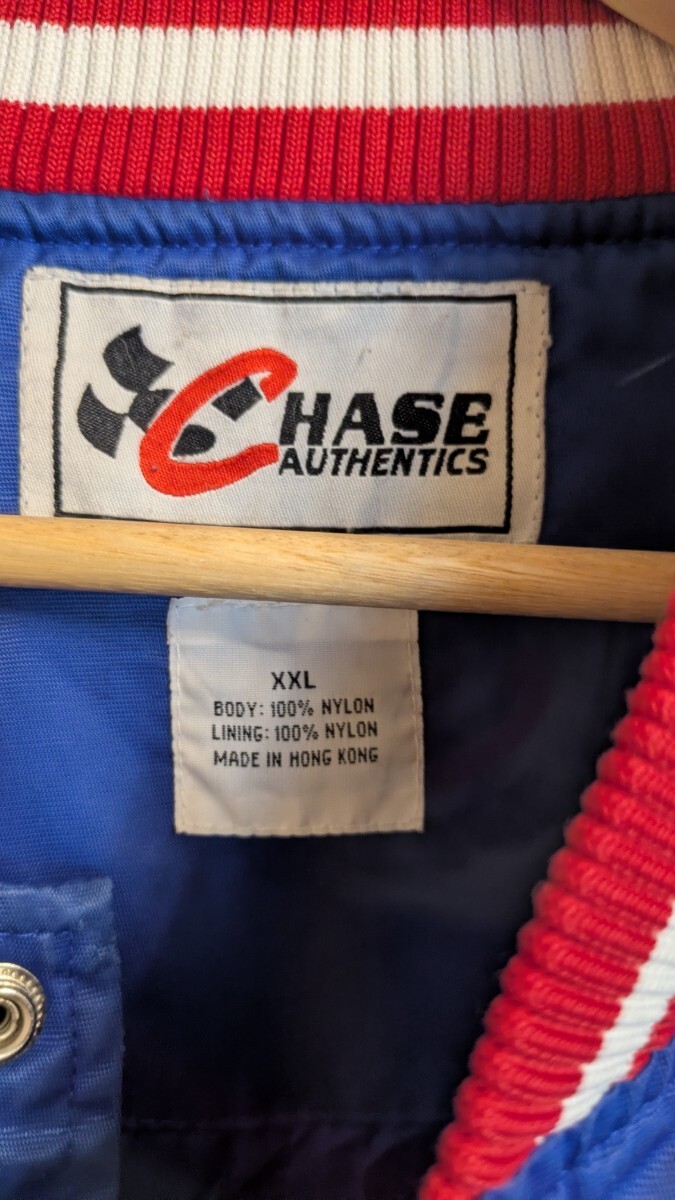 CHASE
AUTHENTICS
XXL
BODY: 100% NYLON
LINING: 100% NYLON
MADE IN HONG KONG